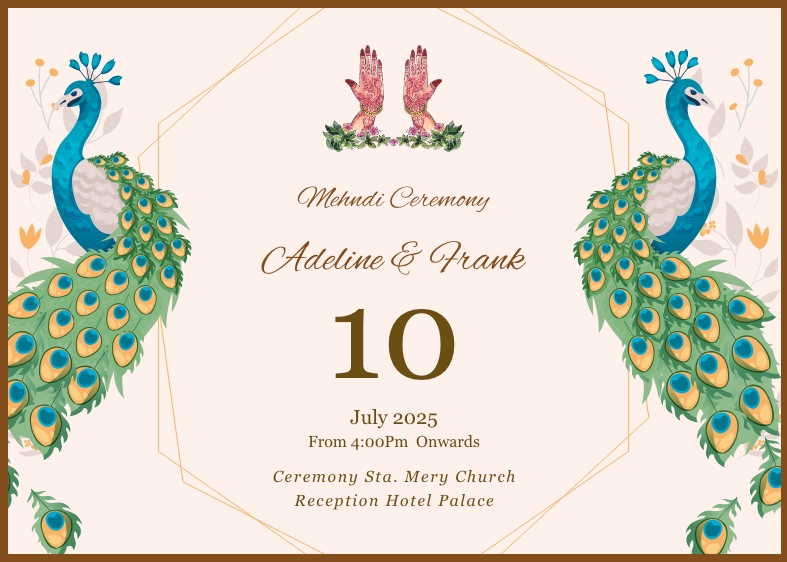 Mehndi Ceremony
Adeline & Frank
10
July 2025
From 4:00Pm Onwards
Ceremony Sta. Mery Church
Reception Hotel Palace